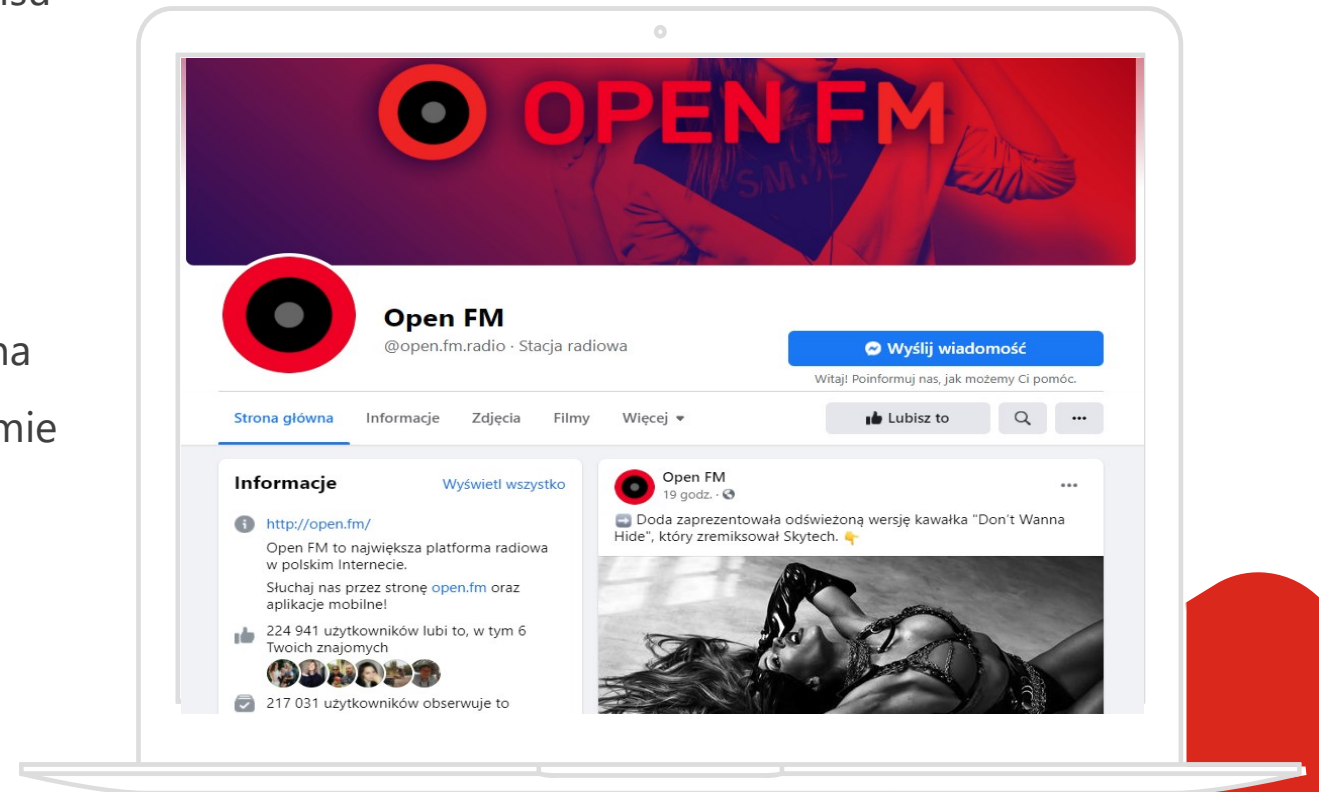 OPEN FM
Open FM
@open.fm.radio · Stacja radiowa
Wyślij wiadomość
Witaj! Poinformuj nas, jak możemy Ci pomóc.
na
mie
Strona główna Informacje Zdjęcia Filmy Więcej
Lubisz to
Informacje
Wyświetl wszystko
http://open.fm/
Open FM to największa platforma radiowa
w polskim Internecie.
Słuchaj nas przez stronę open.fm oraz
aplikacje mobilne!
224 941 użytkowników lubi to, w tym 6
Twoich znajomych
217 031 użytkowników obserwuje to
Open FM
19 godz. ·
Doda zaprezentowała odświeżoną wersję kawałka "Don't Wanna
Hide", który zremiksował Skytech.